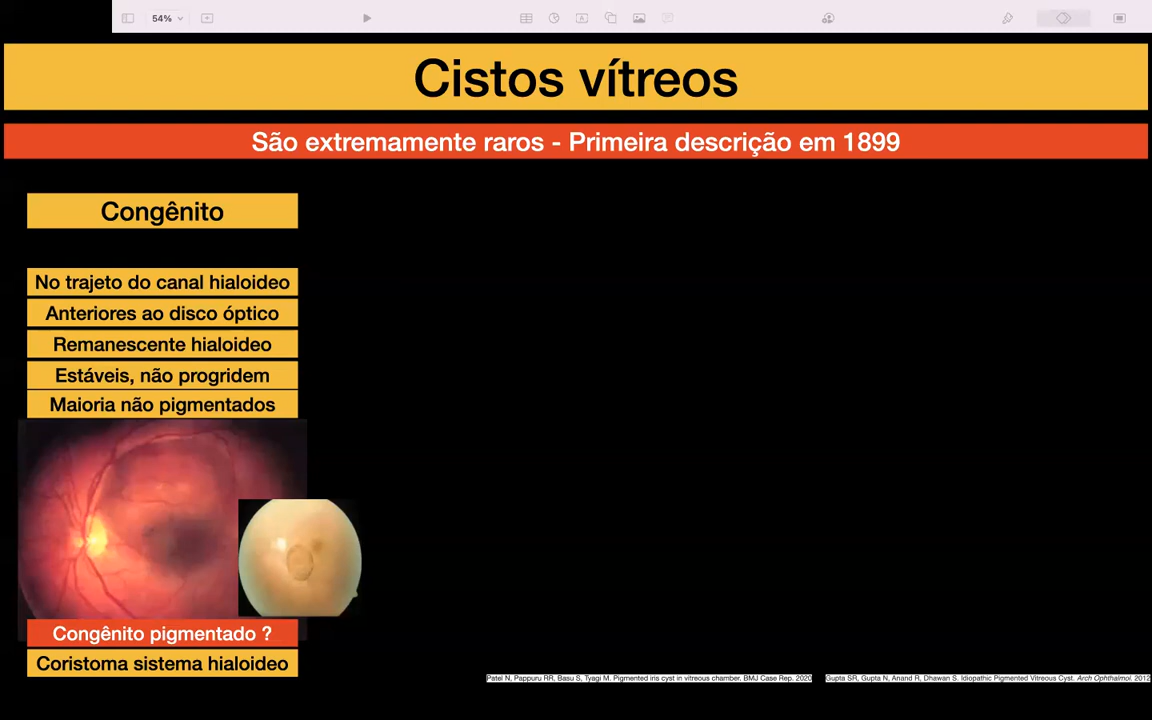 54%
Cistos vítreos
São extremamente raros - Primeira descrição em 1899
Congênito
No trajeto do canal hialoideo
Anteriores ao disco óptico
Remanescente hialoideo
Estáveis, não progridem
Maioria não pigmentados
Congênito pigmentado ?
Coristoma sistema hialoideo
Patel N, Pappuru RR, Basu S, Tyagi M. Pigmented iris cyst in vitreous chamber. BMJ Case Rep. 2020
Gupta SR, Gupta N, Anand R, Dhawan S. Idiopathic Pigmented Vitreous Cyst. Arch Ophthalmol. 2012